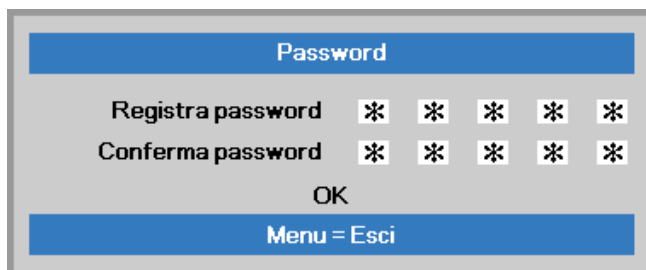 Password
Registra password * * * * *
Conferma password * * * * *
OK
Menu = Esci